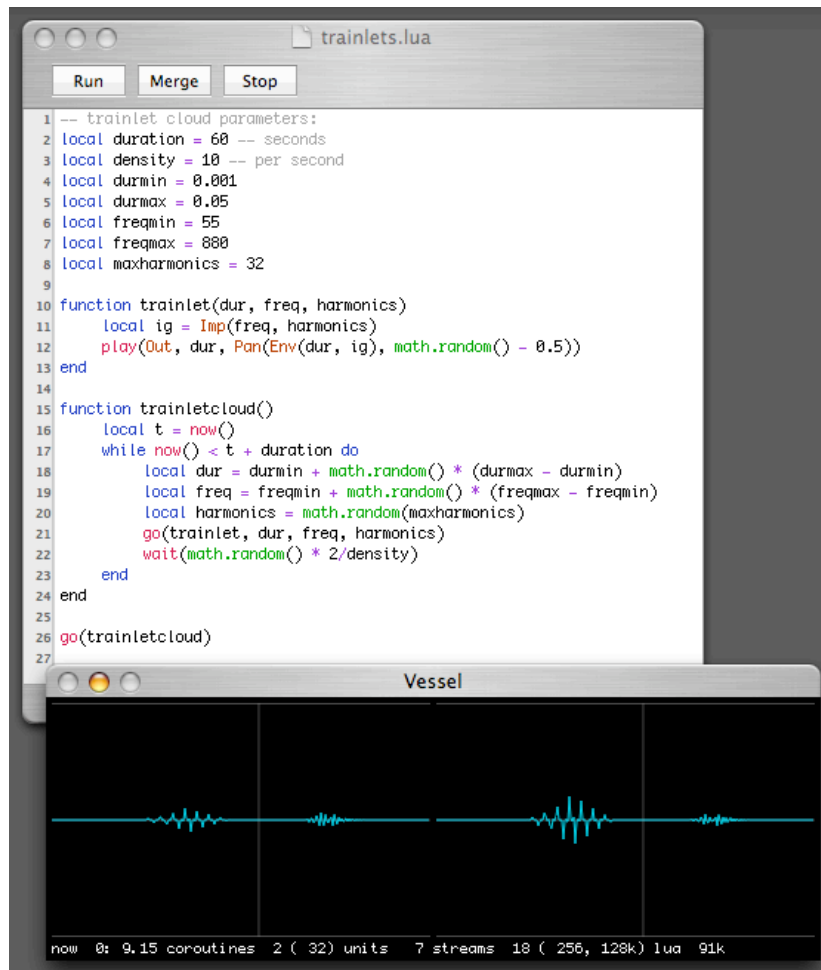 trainlets.lua
Run Merge Stop
1 -- trainlet cloud parameters:
2 local duration = 60 -- seconds
3 local density = 10 -- per second
4 local durmin = 0.001
5 local durmax = 0.05
6 local freqmin = 55
7 local freqmax = 880
8 local maxharmonics = 32
9
10 function trainlet(dur, freq, harmonics)
11 local ig = Imp(freq, harmonics)
12 play(Out, dur, Pan(Env(dur, ig), math.random() - 0.5))
13 end
14
15 function trainletcloud()
16 local t = now()
17 while now() < t + duration do
18 local dur = durmin + math.random() * (durmax - durmin)
19 local freq = freqmin + math.random() * (freqmax - freqmin)
20 local harmonics = math.random(maxharmonics)
21 go(trainlet, dur, freq, harmonics)
22 wait(math.random() * 2/density)
23 end
24 end
25
26 go(trainletcloud)
27
Vessel
now 0: 9.15 coroutines 2 ( 32) units 7 streams 18 ( 256, 128k) lua 91k